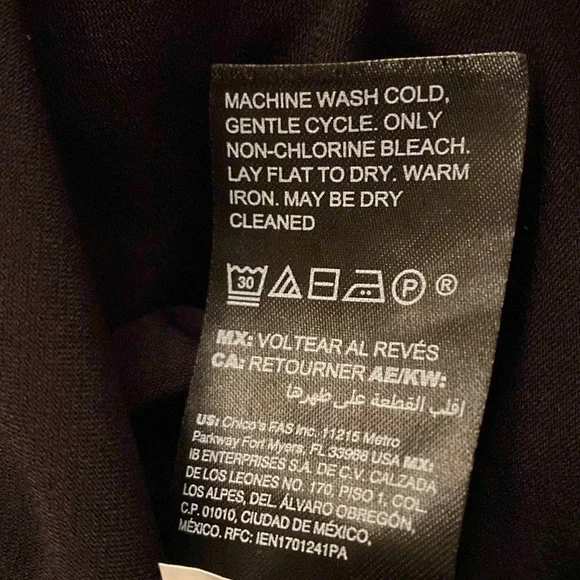 MACHINE WASH COLD,
GENTLE CYCLE. ONLY
NON-CHLORINE BLEACH.
LAY FLAT TO DRY. WARM
IRON. MAY BE DRY
CLEANED
30 P ®
MX: VOLTEAR AL REVÉS
CA: RETOURNER AE/KW:
اقلب القطعة على ظهرها
US: Chico's FAS Inc. 11215 Metro
Parkway Fort Myers, FL 33966 USA MX:
IB ENTERPRISES S.A. DE C.V. CALZADA
DE LOS LEONES NO. 170, PISO 1, COL.
LOS ALPES, DEL. ÁLVARO OBREGÓN,
C.P. 01010, CIUDAD DE MÉXICO,
MÉXICO. RFC: IEN1701241PA